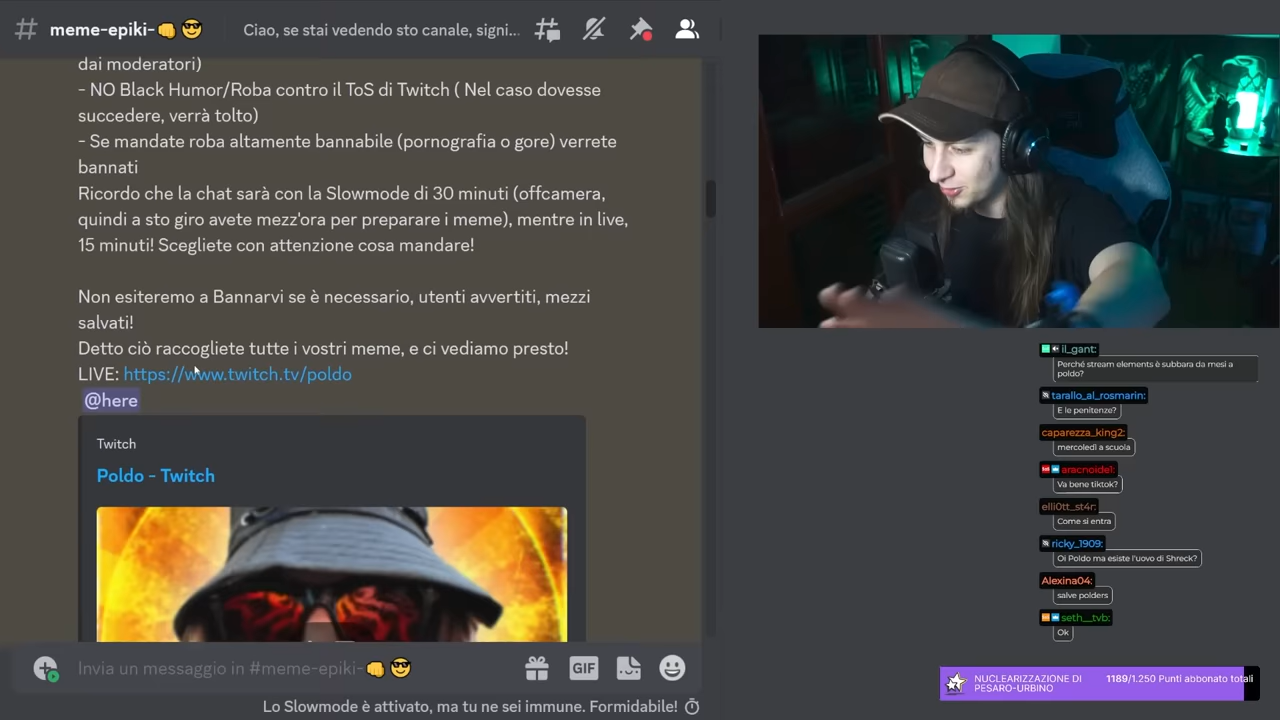 meme-epiki-👊😎
Ciao, se stai vedendo sto canale, signi...
dai moderatori)
- NO Black Humor/Roba contro il ToS di Twitch ( Nel caso dovesse
succedere, verrà tolto)
- Se mandate roba altamente bannabile (pornografia o gore) verrete
bannati
Ricordo che la chat sarà con la Slowmode di 30 minuti (offcamera,
quindi a sto giro avete mezz'ora per preparare i meme), mentre in live,
15 minuti! Scegliete con attenzione cosa mandare!
Non esiteremo a Bannarvi se è necessario, utenti avvertiti, mezzi
salvati!
Detto ciò raccogliete tutte i vostri meme, e ci vediamo presto!
LIVE: https://www.twitch.tv/poldo
@here
Twitch
Poldo - Twitch
Invia un messaggio in #meme-epiki-👊😎
GIF
Lo Slowmode è attivato, ma tu ne sei immune. Formidabile!
il_gant:
Perché stream elements è subbara da mesi a
poldo?
tarallo_al_rosmarin:
E le penitenze?
caparezza_king2:
mercoledì a scuola
aracnoide1:
Va bene tiktok?
elli0tt_st4r:
Come si entra
ricky_1909:
Oi Poldo ma esiste l'uovo di Shreck?
Alexina04:
salve polders
seth__tvb:
Ok
NUCLEARIZZAZIONE DI
PESARO-URBINO
1189/1.250 Punti abbonato totali